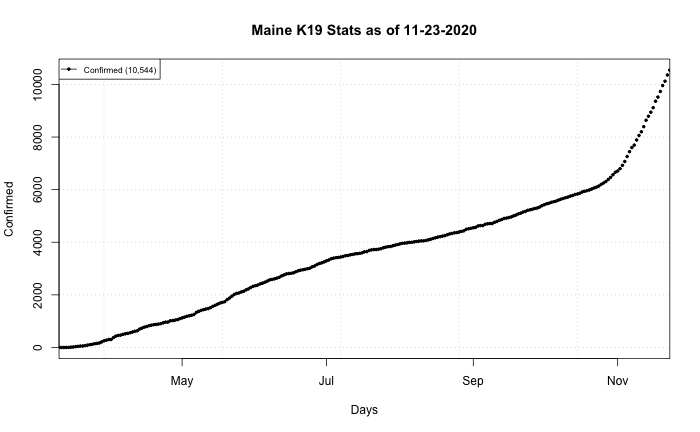 Maine K19 Stats as of 11-23-2020
Confirmed (10,544)
10000
8000
6000
4000
2000
0
Confirmed
May Jul Sep Nov
Days